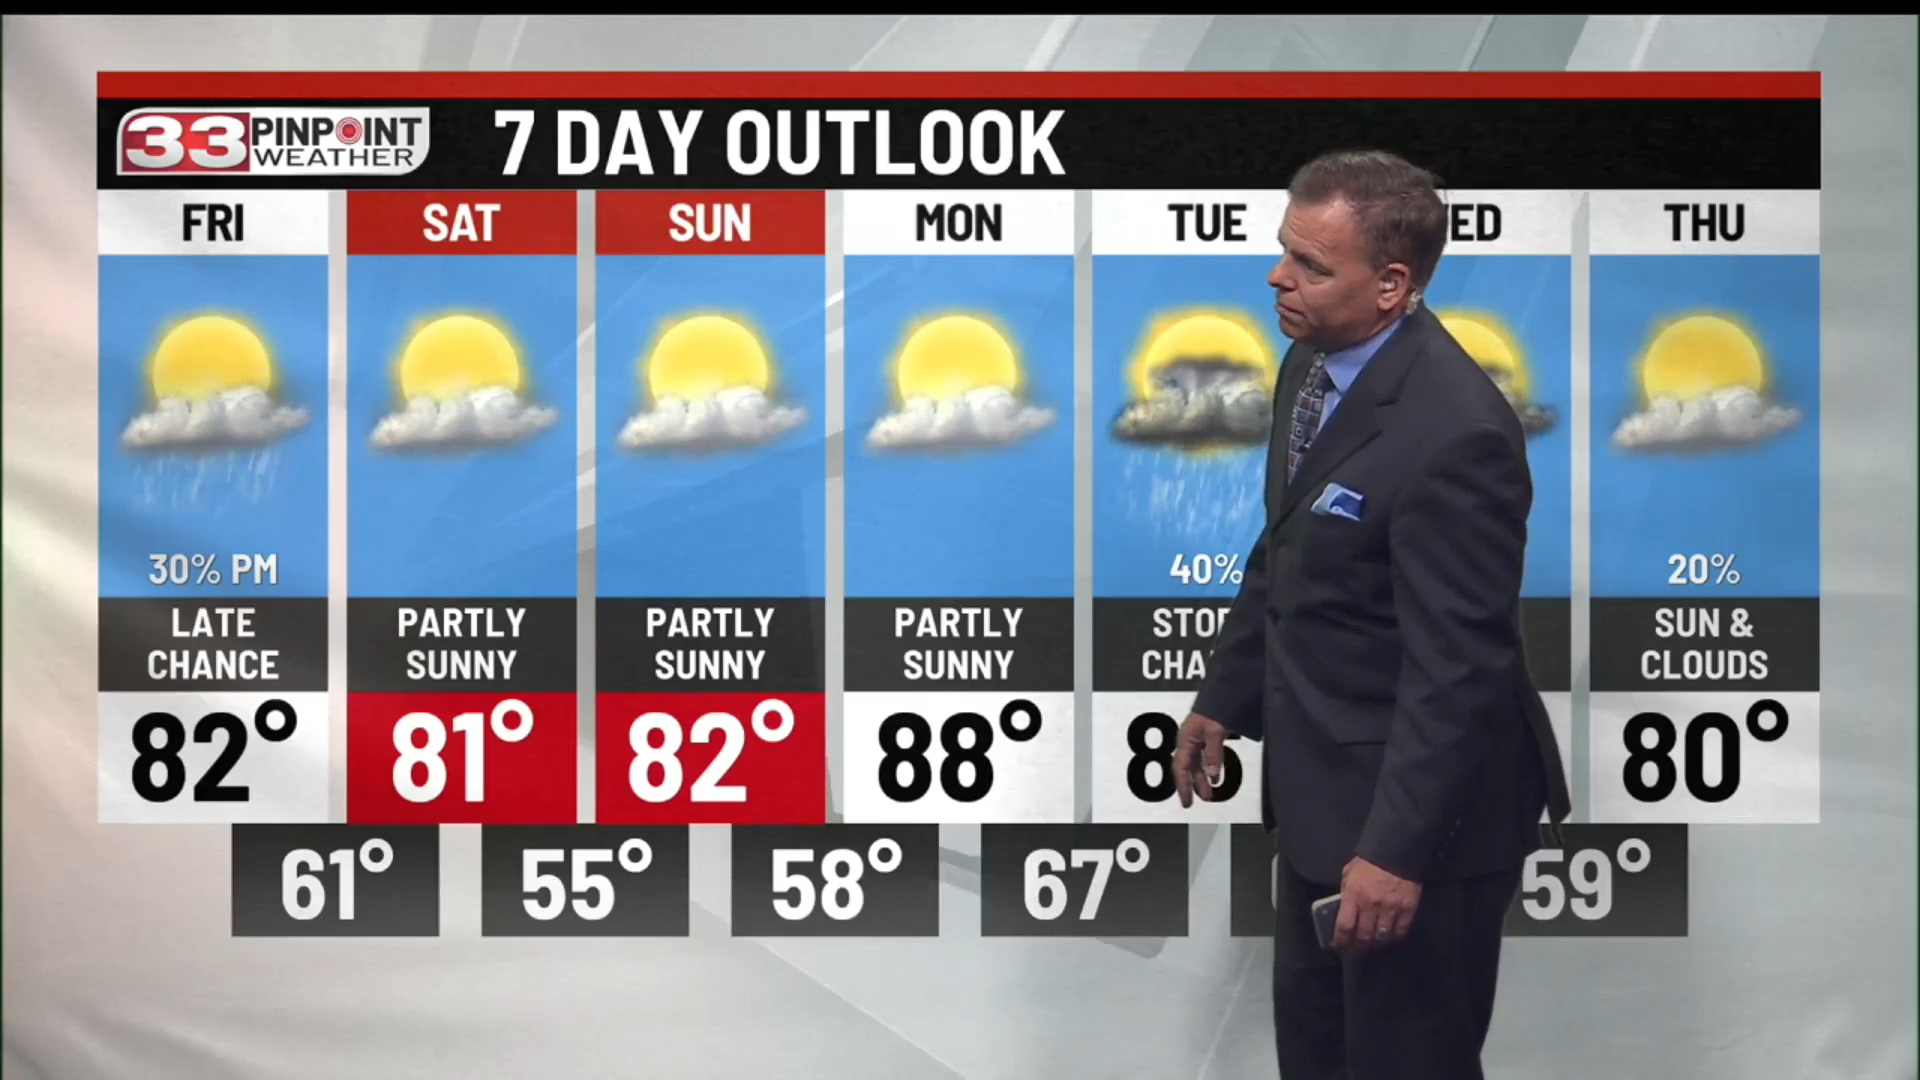 33 PINPOINT
WEATHER
7 DAY OUTLOOK
FRI SAT SUN MON TUE THU
30% PM 40% 20%
LATE PARTLY PARTLY PARTLY SUN &
CHANCE SUNNY SUNNY SUNNY CLOUDS
82° 81° 82° 88° 80°
61° 55° 58° 67° 59°